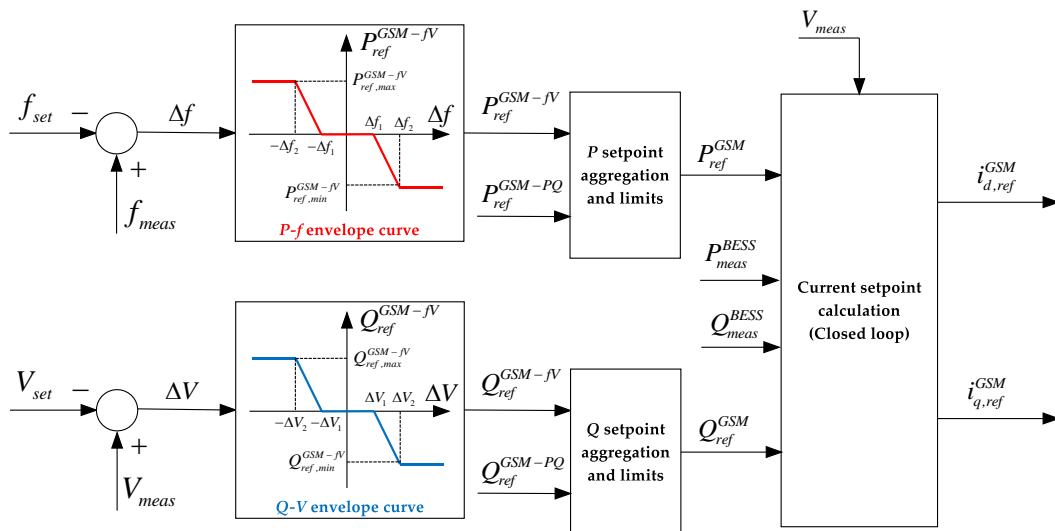 f_set
−
+
f_meas
Δf
P_ref^GSM−fV
P_ref,max^GSM−fV
Δf_1
Δf_2
Δf
−Δf_2
−Δf_1
P_ref,min^GSM−fV
P-f envelope curve
P_ref^GSM−fV
P_ref^GSM−PQ
P setpoint
aggregation
and limits
P_ref^GSM
V_meas
P_meas^BESS
Q_meas^BESS
Current setpoint
calculation
(Closed loop)
i_d,ref^GSM
i_q,ref^GSM
V_set
−
+
V_meas
ΔV
Q_ref^GSM−fV
Q_ref,max^GSM−fV
ΔV_1
ΔV_2
ΔV
−ΔV_2
−ΔV_1
Q_ref,min^GSM−fV
Q-V envelope curve
Q_ref^GSM−fV
Q_ref^GSM−PQ
Q setpoint
aggregation
and limits
Q_ref^GSM